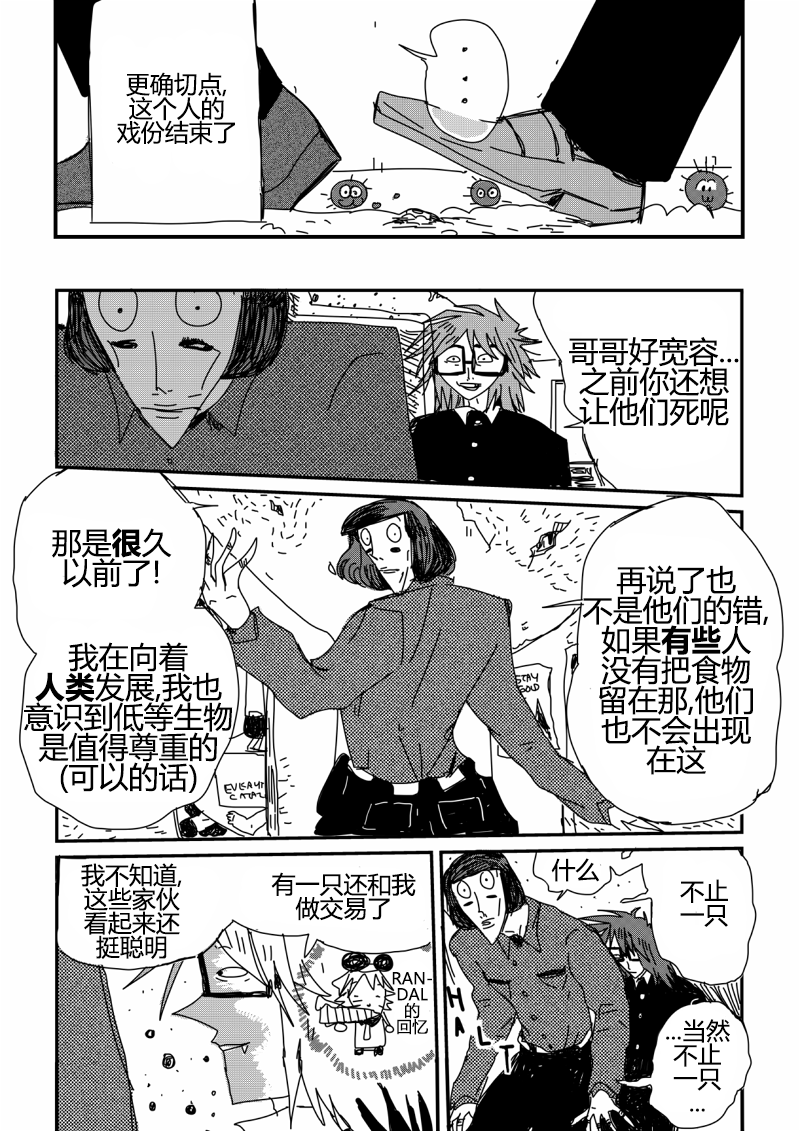 更确切点,
这个人的
戏份结束了
...
哥哥好宽容...
之前你还想
让他们死呢
那是很久
以前了!
我在向着
人类发展,我也
意识到低等生物
是值得尊重的
(可以的话)
再说了也
不是他们的错,
如果有些人
没有把食物
留在那,他们
也不会出现
在这
STAY
GOLD
我不知道,
这些家伙
看起来还
挺聪明
有一只还和我
做交易了
RAN-
DAL
的
回忆
什么
不止
一只
HALT
...当然
不止
一只
...